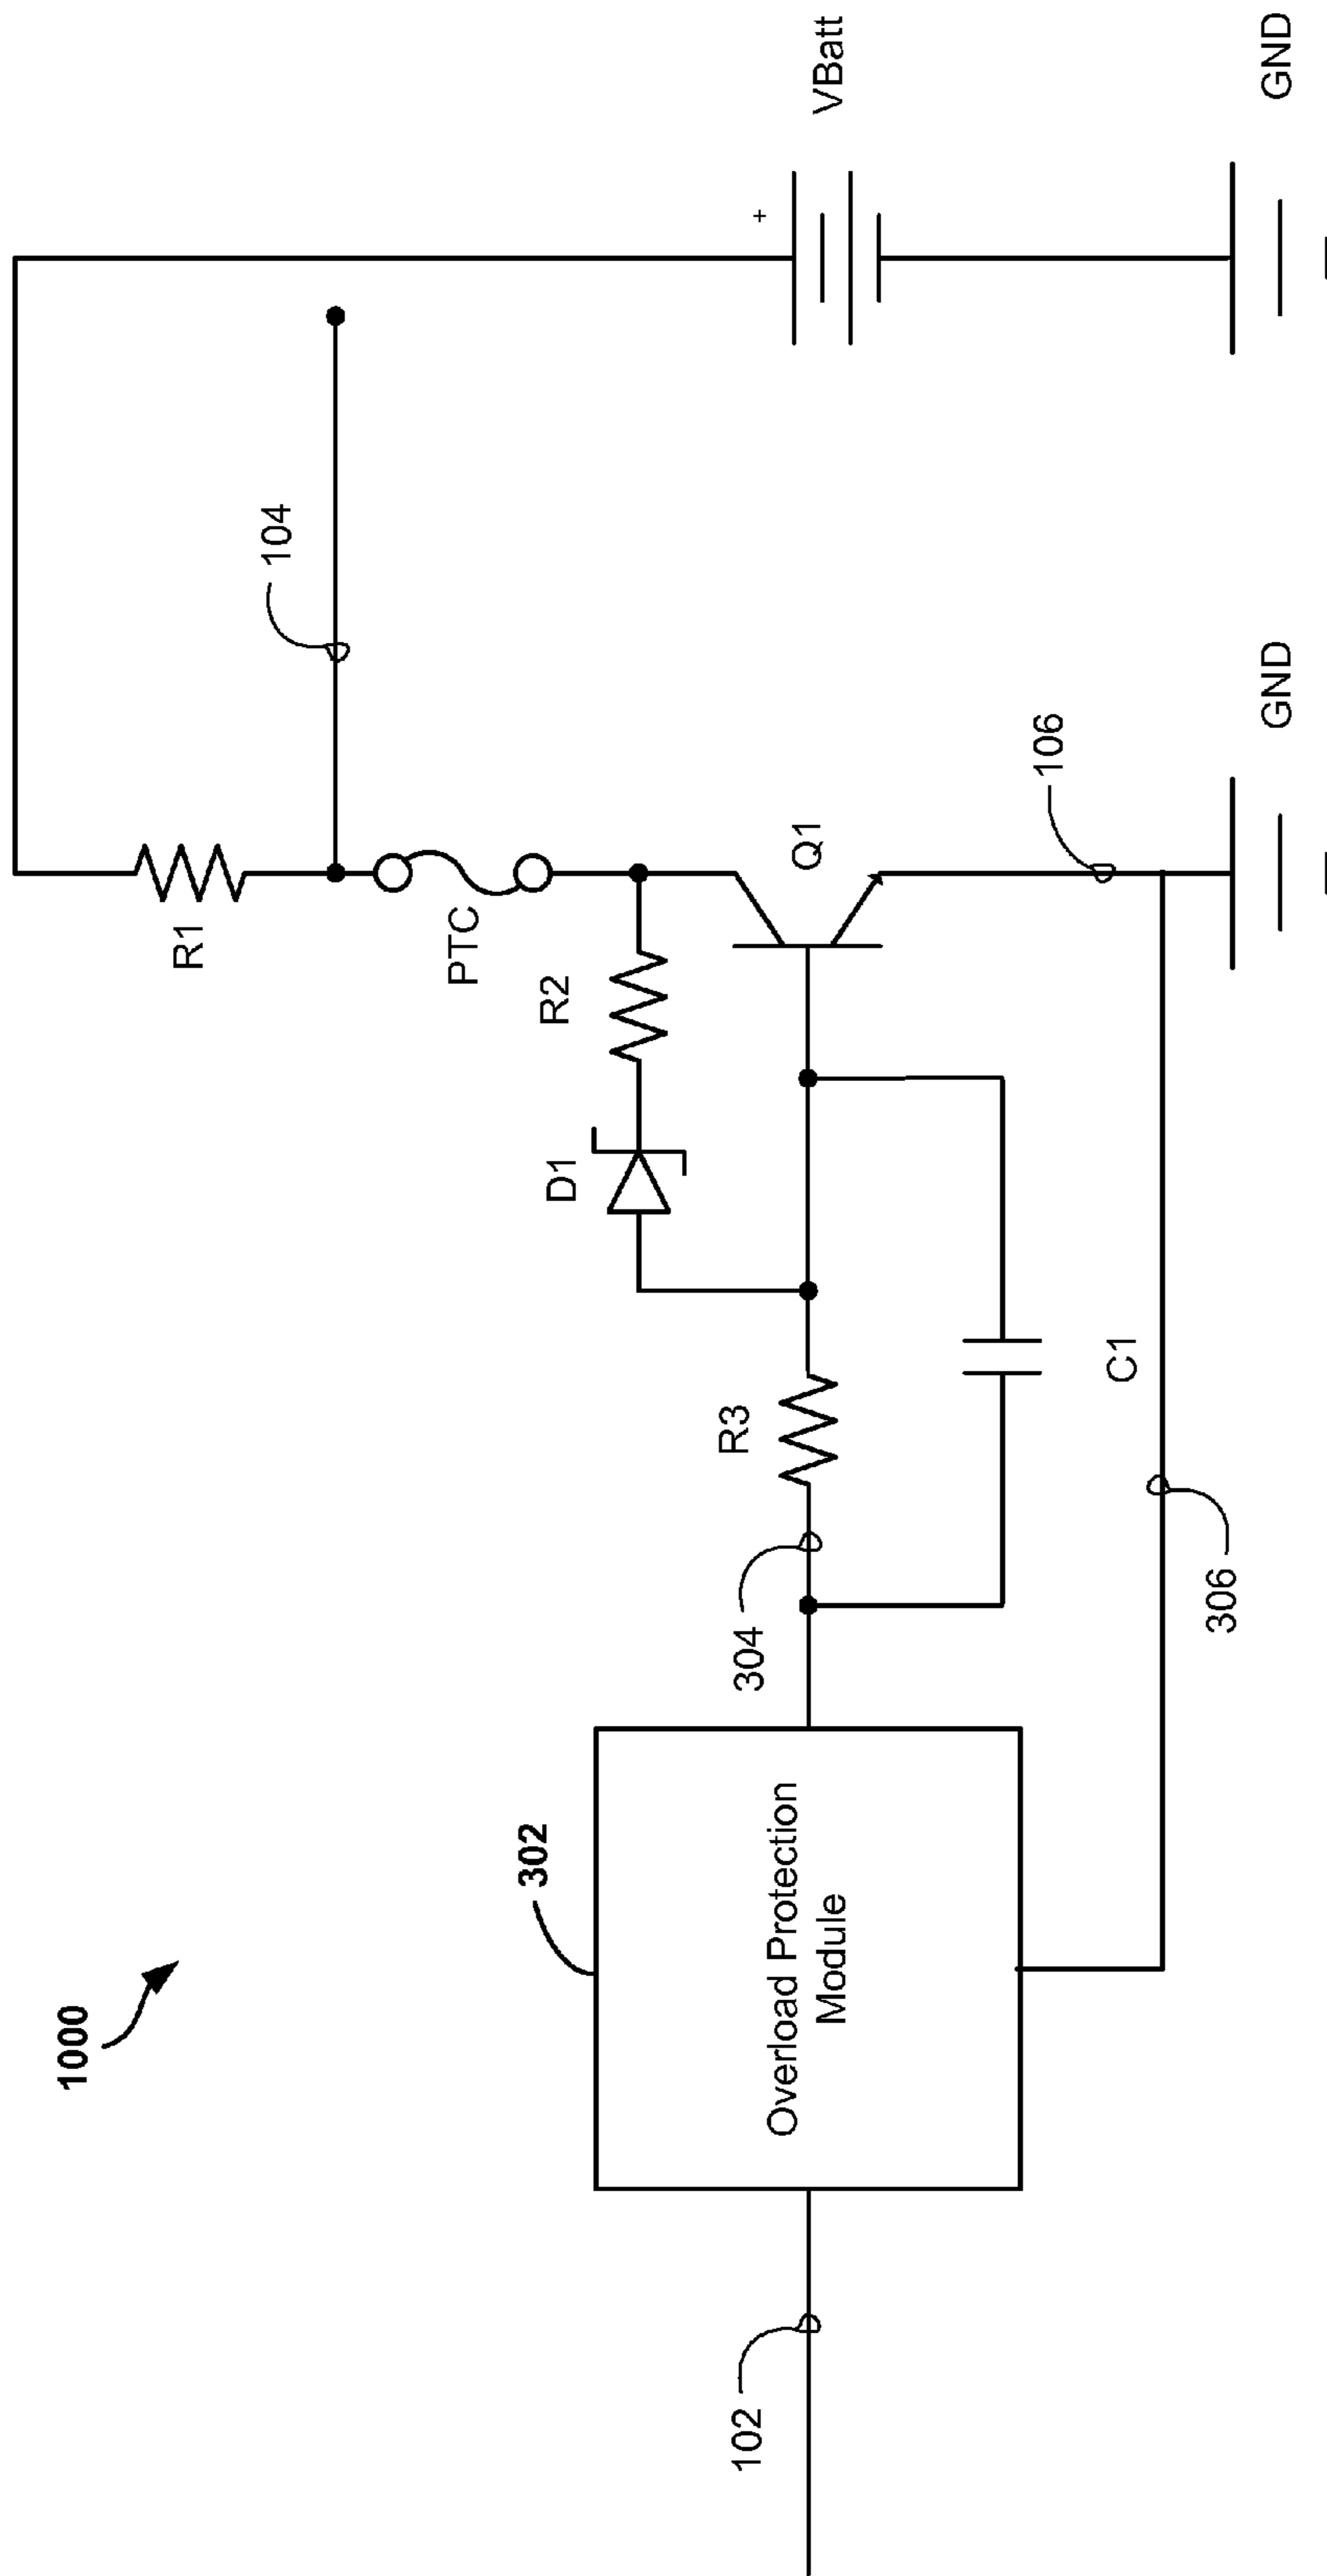 1000
302
Overload Protection
Module
102
304
306
R3
C1
D1
R2
R1
PTC
Q1
104
106
GND
+
VBatt
GND